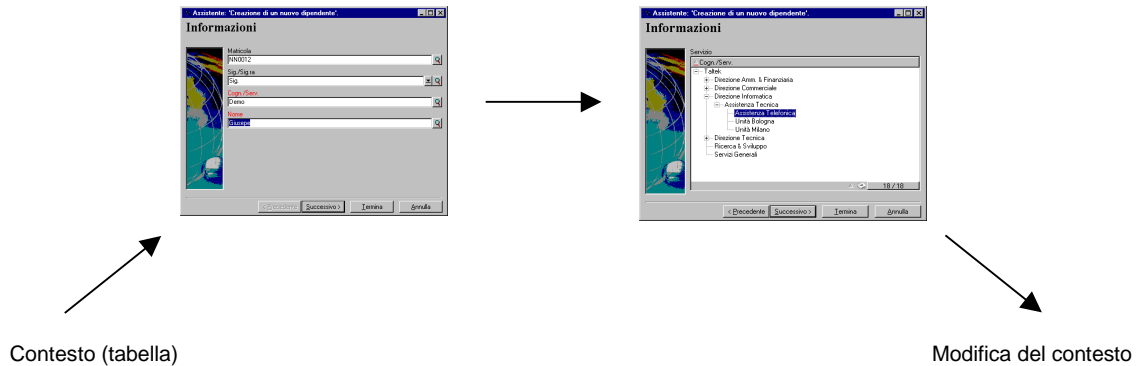 Assistente: 'Creazione di un nuovo dipendente'.
Informazioni
Matricola
NN0012
Sig./Sig.ra
Sig.
Cogn./Serv.
Demo
Nome
Giusepe
< Precedente Successivo > Termina Annulla
Assistente: 'Creazione di un nuovo dipendente'.
Informazioni
Servizio
Cogn./Serv.
Taltek
Direzione Amm. & Finanziaria
Direzione Commerciale
Direzione Informatica
Assistenza Tecnica
Assistenza Telefonica
Unità Bologna
Unità Milano
Direzione Tecnica
Ricerca & Sviluppo
Servizi Generali
18 / 18
< Precedente Successivo > Termina Annulla
Contesto (tabella)
Modifica del contesto